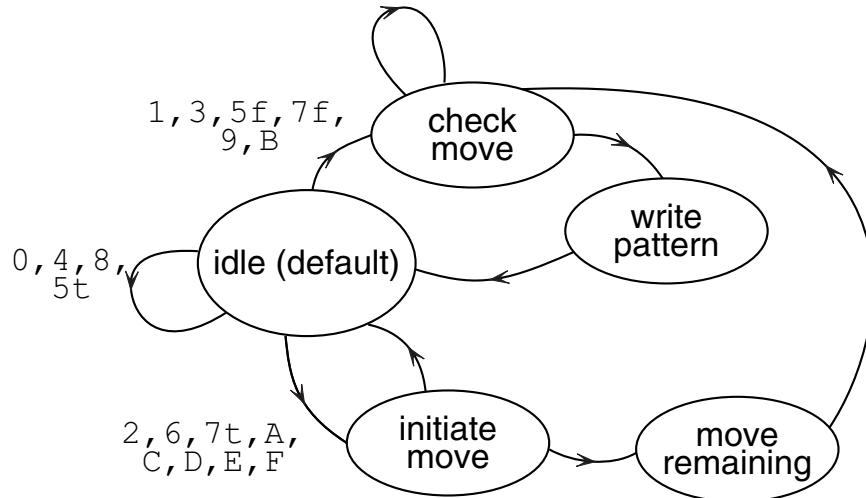 1,3,5f,7f,
9,B
check
move
write
pattern
0,4,8,
5t
idle (default)
2,6,7t,A,
C,D,E,F
initiate
move
move
remaining